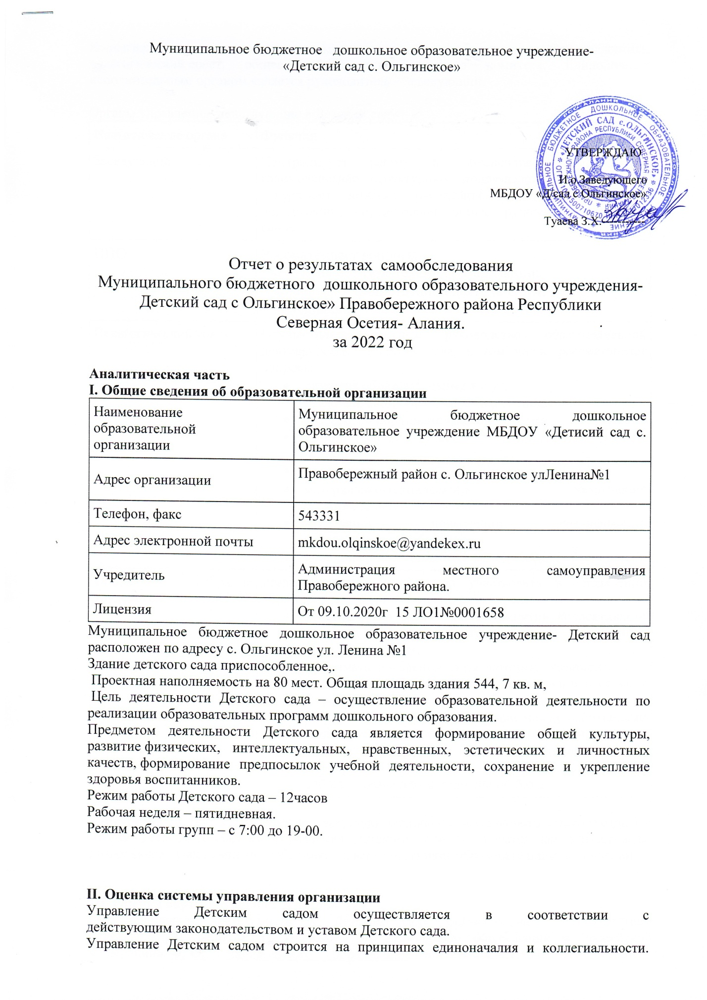 Муниципальное бюджетное дошкольное образовательное учреждение-
«Детский сад с. Ольгинское»
УТВЕРЖДАЮ
И.о.Заведующего
МБДОУ «Д/сад с Ольгинское»
Туаева З.Х.-----------
Отчет о результатах самообследования
Муниципального бюджетного дошкольного образовательного учреждения-
Детский сад с Ольгинское» Правобережного района Республики
Северная Осетия- Алания.
за 2022 год
Аналитическая часть
I. Общие сведения об образовательной организации
Наименование
образовательной
организации
Муниципальное бюджетное дошкольное
образовательное учреждение МБДОУ «Детисий сад с.
Ольгинское»
Адрес организации
Правобережный район с. Ольгинское улЛенина№1
Телефон, факс
543331
Адрес электронной почты
mkdou.olqinskoe@yandekex.ru
Учредитель
Администрация местного самоуправления
Правобережного района.
Лицензия
От 09.10.2020г 15 ЛО1№0001658
Муниципальное бюджетное дошкольное образовательное учреждение- Детский сад
расположен по адресу с. Ольгинское ул. Ленина №1
Здание детского сада приспособленное,.
Проектная наполняемость на 80 мест. Общая площадь здания 544, 7 кв. м,
Цель деятельности Детского сада – осуществление образовательной деятельности по
реализации образовательных программ дошкольного образования.
Предметом деятельности Детского сада является формирование общей культуры,
развитие физических, интеллектуальных, нравственных, эстетических и личностных
качеств, формирование предпосылок учебной деятельности, сохранение и укрепление
здоровья воспитанников.
Режим работы Детского сада – 12часов
Рабочая неделя – пятидневная.
Режим работы групп – с 7:00 до 19-00.
II. Оценка системы управления организации
Управление Детским садом осуществляется в соответствии с
действующим законодательством и уставом Детского сада.
Управление Детским садом строится на принципах единоначалия и коллегиальности.